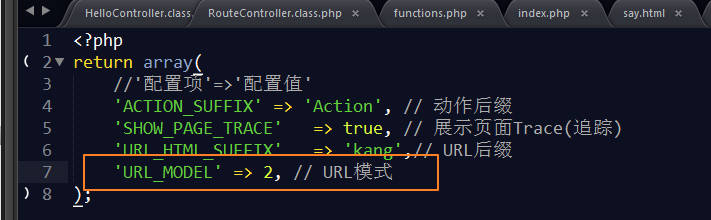 HelloController.class. RouteController.class.php functions.php index.php say.html
1 <?php
2 return array(
3 //'配置项'=>'配置值'
4 'ACTION_SUFFIX' => 'Action', // 动作后缀
5 'SHOW_PAGE_TRACE' => true, // 展示页面Trace(追踪)
6 'URL_HTML_SUFFIX' => 'kang',// URL后缀
7 'URL_MODEL' => 2, // URL模式
8 );